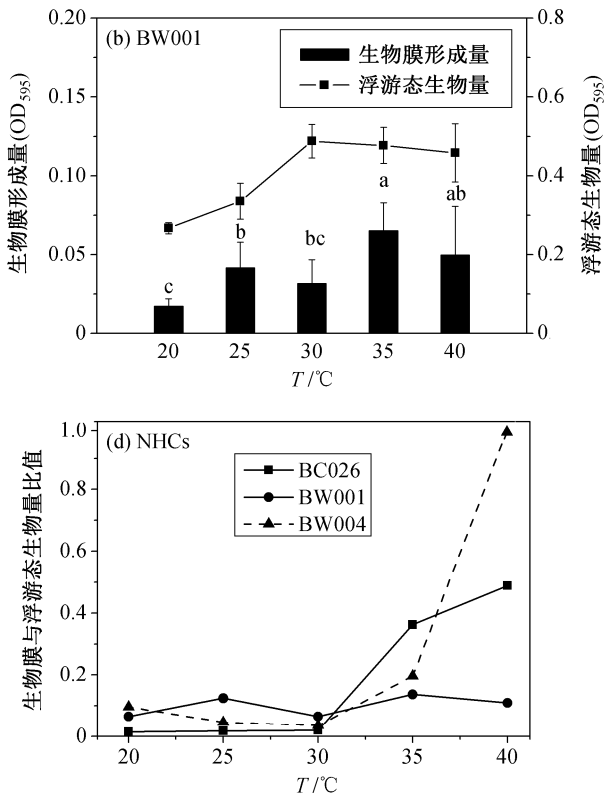 (b) BW001
生物膜形成量
浮游态生物量
生物膜形成量(OD₅₉₅)
0.20
0.15
0.10
0.05
0
浮游态生物量(OD₅₉₅)
0.8
0.6
0.4
0.2
0
c
b
bc
a
ab
20 25 30 35 40
T /℃
(d) NHCs
BC026
BW001
BW004
生物膜与浮游态生物量比值
1.0
0.8
0.6
0.4
0.2
0
20 25 30 35 40
T /℃